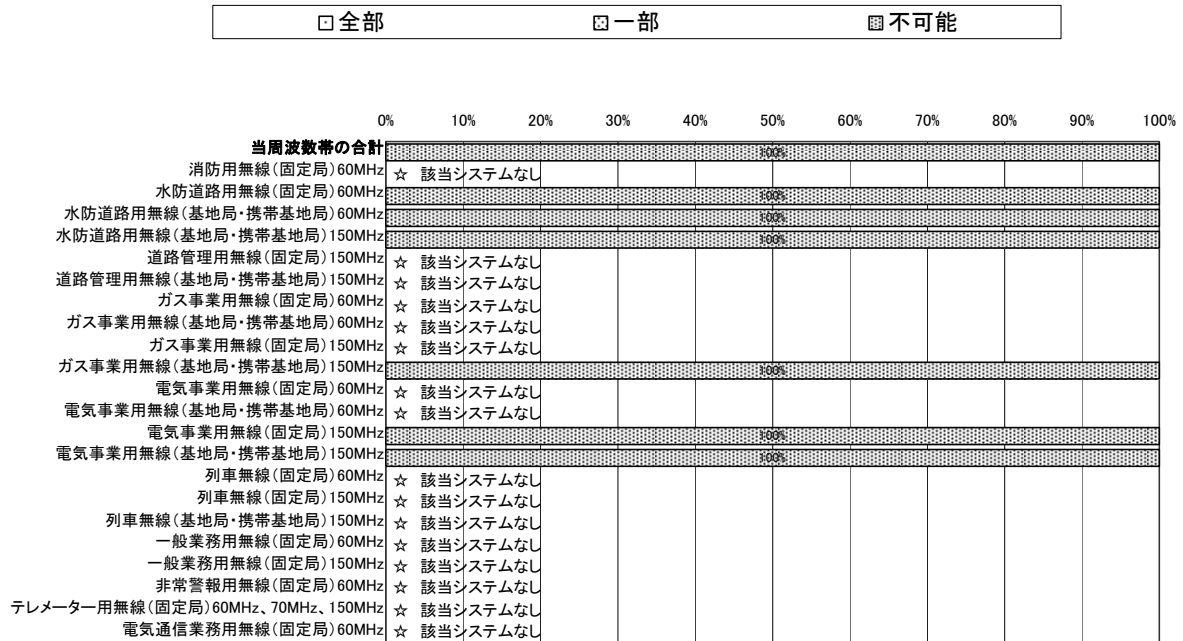 全部 一部 不可能
0% 10% 20% 30% 40% 50% 60% 70% 80% 90% 100%
当周波数帯の合計 100%
消防用無線(固定局)60MHz ☆ 該当システムなし
水防道路用無線(固定局)60MHz 100%
水防道路用無線(基地局・携帯基地局)60MHz 100%
水防道路用無線(基地局・携帯基地局)150MHz 100%
道路管理用無線(固定局)150MHz ☆ 該当システムなし
道路管理用無線(基地局・携帯基地局)150MHz ☆ 該当システムなし
ガス事業用無線(固定局)60MHz ☆ 該当システムなし
ガス事業用無線(基地局・携帯基地局)60MHz ☆ 該当システムなし
ガス事業用無線(固定局)150MHz ☆ 該当システムなし
ガス事業用無線(基地局・携帯基地局)150MHz 100%
電気事業用無線(固定局)60MHz ☆ 該当システムなし
電気事業用無線(基地局・携帯基地局)60MHz ☆ 該当システムなし
電気事業用無線(固定局)150MHz 100%
電気事業用無線(基地局・携帯基地局)150MHz 100%
列車無線(固定局)60MHz ☆ 該当システムなし
列車無線(固定局)150MHz ☆ 該当システムなし
列車無線(基地局・携帯基地局)150MHz ☆ 該当システムなし
一般業務用無線(固定局)60MHz ☆ 該当システムなし
一般業務用無線(固定局)150MHz ☆ 該当システムなし
非常警報用無線(固定局)60MHz ☆ 該当システムなし
テレメーター用無線(固定局)60MHz、70MHz、150MHz ☆ 該当システムなし
電気通信業務用無線(固定局)60MHz ☆ 該当システムなし